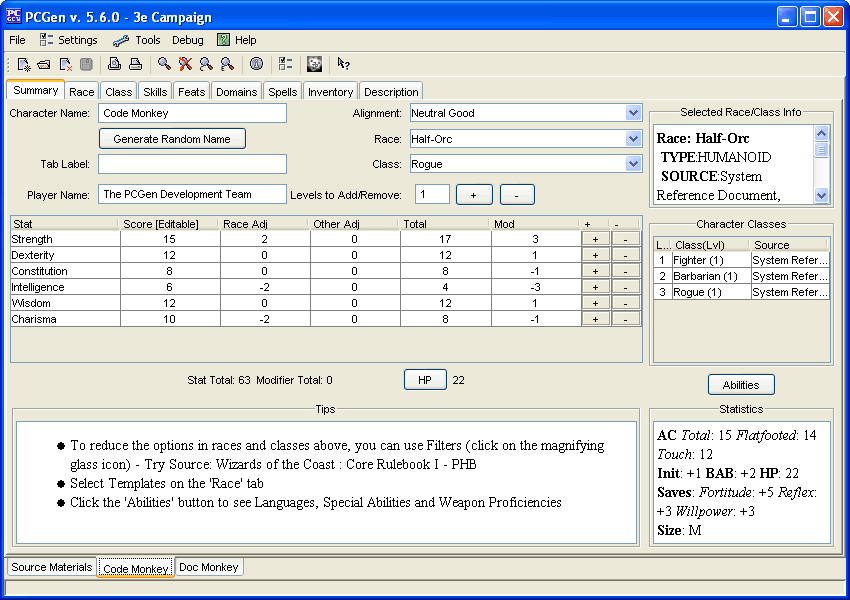 PCGen v. 5.6.0 - 3e Campaign
File Settings Tools Debug Help
Summary Race Class Skills Feats Domains Spells Inventory Description
Character Name: Code Monkey Alignment: Neutral Good
Generate Random Name Race: Half-Orc
Tab Label: Class: Rogue
Player Name: The PCGen Development Team Levels to Add/Remove: 1 + -
Selected Race/Class Info
Race: Half-Orc
TYPE:HUMANOID
SOURCE:System
Reference Document,
Stat Score [Editable] Race Adj Other Adj Total Mod + -
Strength 15 2 0 17 3 + -
Dexterity 12 0 0 12 1 + -
Constitution 8 0 0 8 -1 + -
Intelligence 6 -2 0 4 -3 + -
Wisdom 12 0 0 12 1 + -
Charisma 10 -2 0 8 -1 + -
Character Classes
L... Class(Lvl) Source
1 Fighter (1) System Refer...
2 Barbarian (1) System Refer...
3 Rogue (1) System Refer...
Stat Total: 63 Modifier Total: 0 HP 22
Abilities
Tips
● To reduce the options in races and classes above, you can use Filters (click on the magnifying
glass icon) - Try Source: Wizards of the Coast : Core Rulebook I - PHB
● Select Templates on the 'Race' tab
● Click the 'Abilities' button to see Languages, Special Abilities and Weapon Proficiencies
Statistics
AC Total: 15 Flatfooted: 14
Touch: 12
Init: +1 BAB: +2 HP: 22
Saves: Fortitude: +5 Reflex:
+3 Willpower: +3
Size: M
Source Materials Code Monkey Doc Monkey